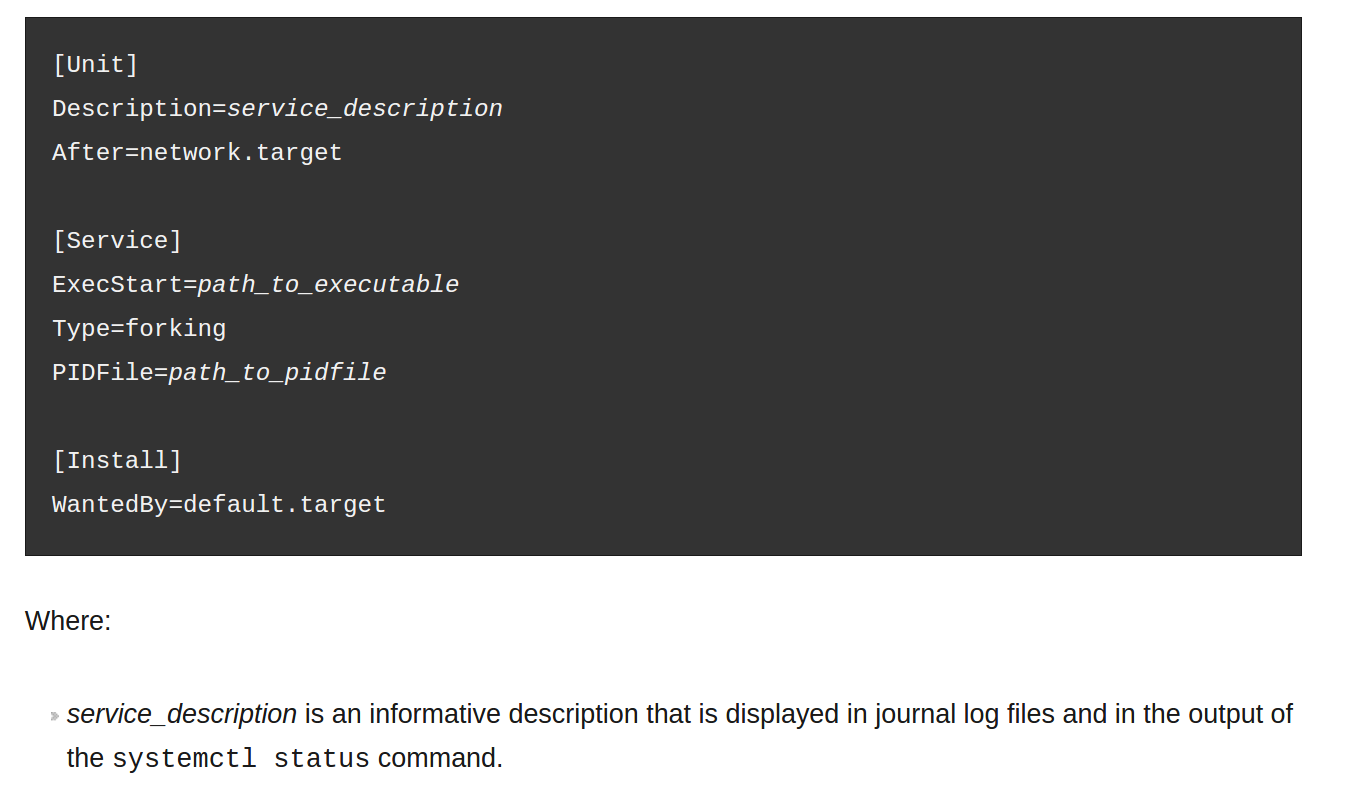 [Unit]
Description=service_description
After=network.target
[Service]
ExecStart=path_to_executable
Type=forking
PIDFile=path_to_pidfile
[Install]
WantedBy=default.target
Where:
service_description is an informative description that is displayed in journal log files and in the output of
the systemctl status command.